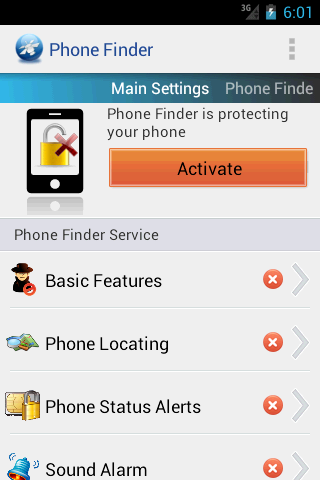 3G 6:01
Phone Finder
Main Settings Phone Finde
Phone Finder is protecting
your phone
Activate
Phone Finder Service
Basic Features
Phone Locating
Phone Status Alerts
Sound Alarm